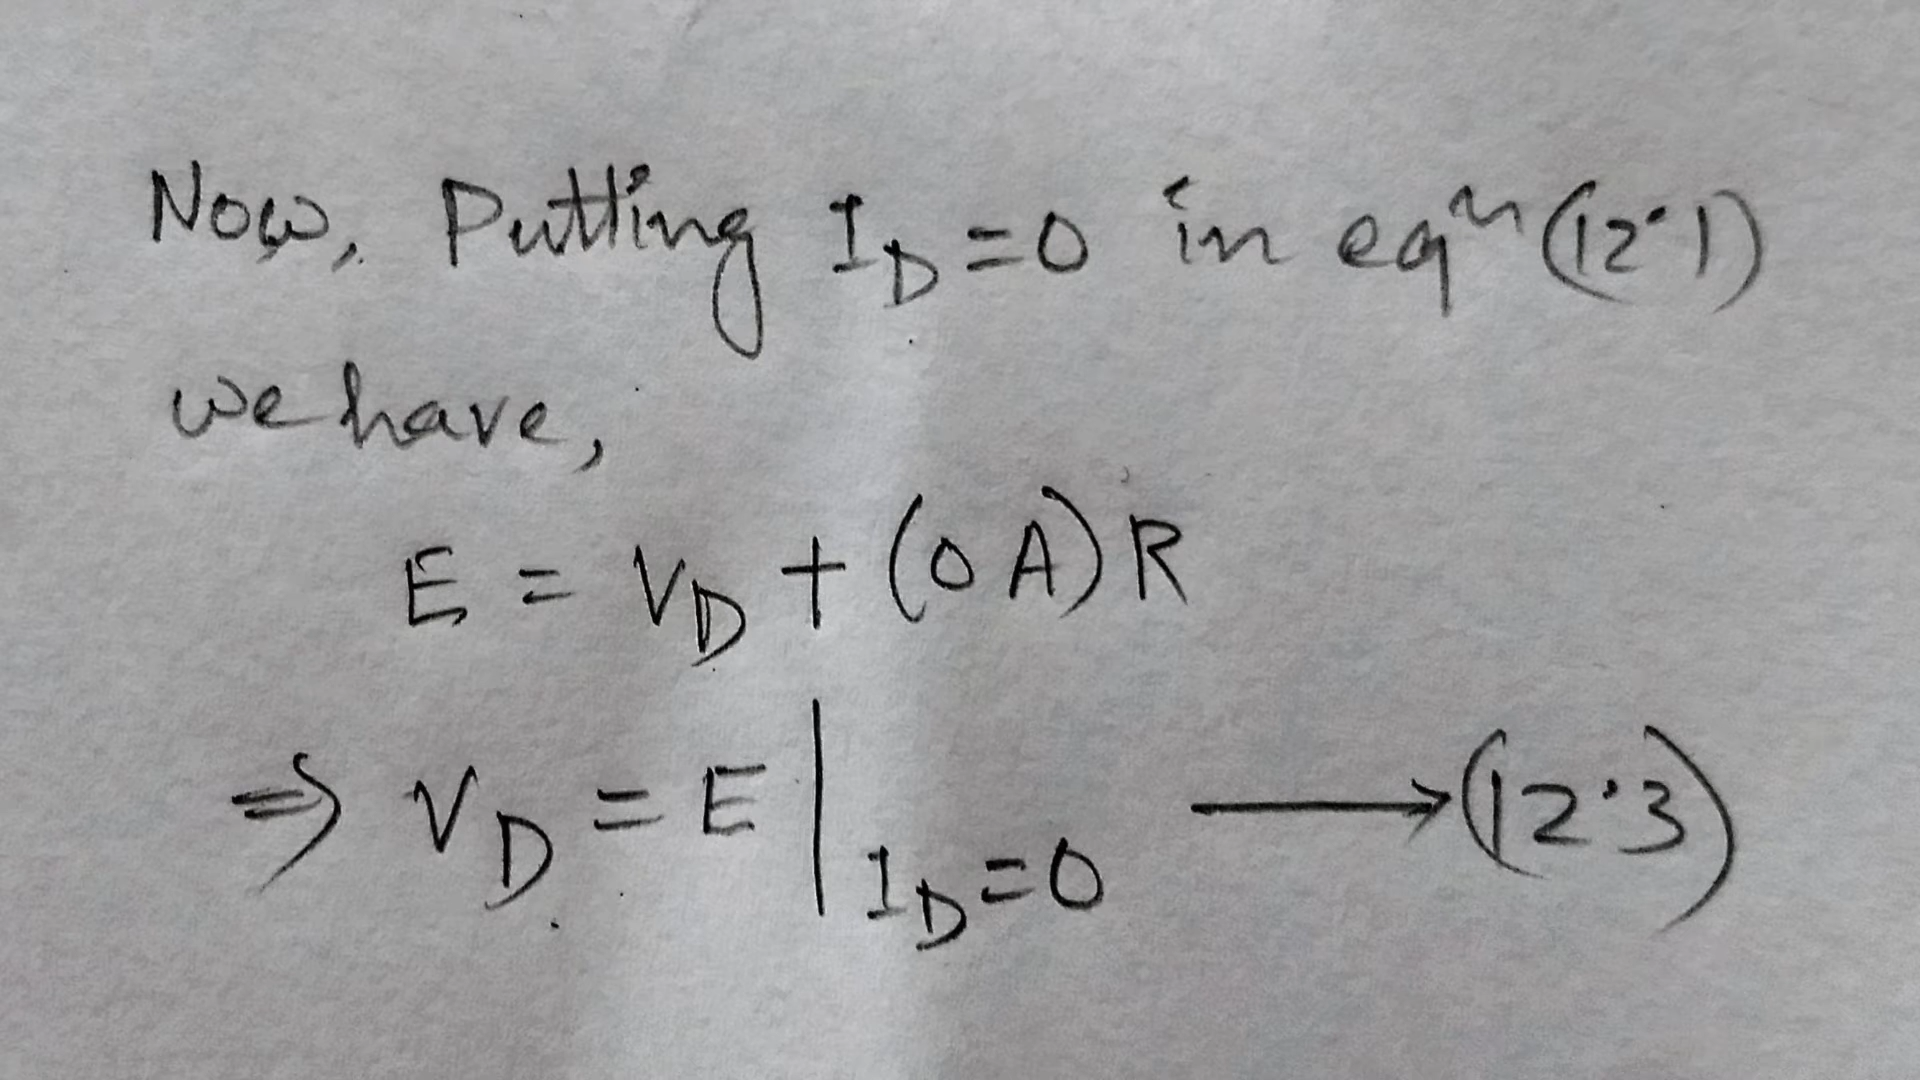 Now, Putting I_D = 0 in eqⁿ (12·1)
we have,
E = V_D + (0 A) R
⇒ V_D = E |_{I_D = 0} ⟶ (12·3)